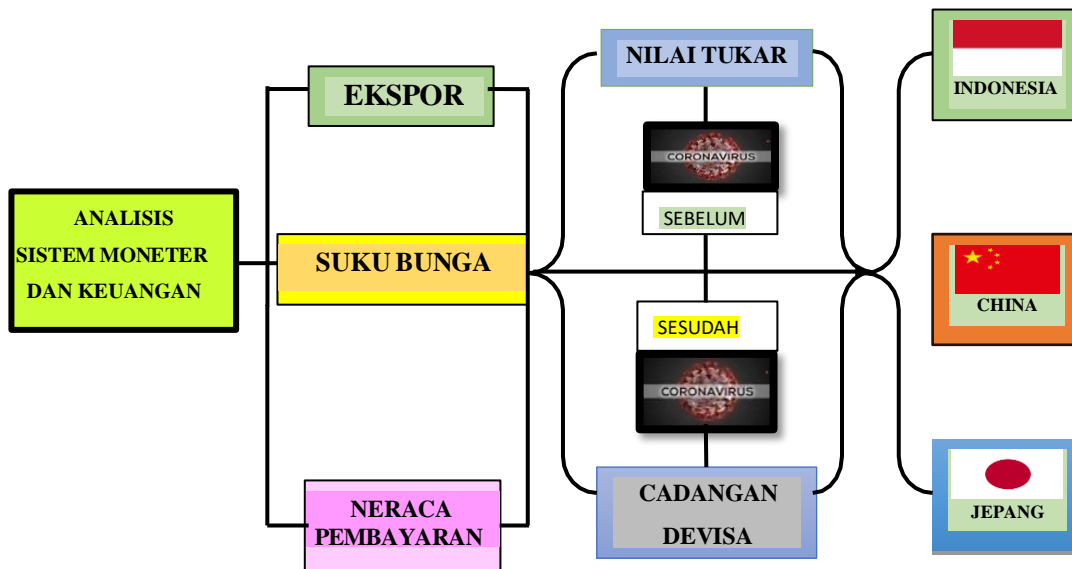 ANALISIS
SISTEM MONETER
DAN KEUANGAN
EKSPOR
SUKU BUNGA
NERACA
PEMBAYARAN
NILAI TUKAR
CORONAVIRUS
SEBELUM
SESUDAH
CORONAVIRUS
CADANGAN
DEVISA
INDONESIA
CHINA
JEPANG